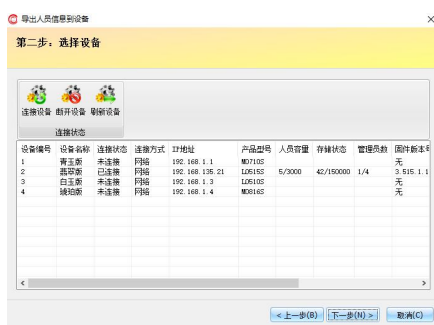 导出人员信息到设备
第二步：选择设备
连接设备 断开设备 刷新设备
连接状态
设备编号 设备名称 连接状态 连接方式 IP地址 产品型号 人员容量 存储状态 管理员数 固件版本号
1 青玉版 未连接 网络 192.168.1.1 MD710S 无
2 翡翠版 已连接 网络 192.168.135.21 LD515S 5/3000 42/150000 1/4 3.515.1.1
3 白玉版 未连接 网络 192.168.1.3 LD510S 无
4 琥珀版 未连接 网络 192.168.1.4 MD816S 无
< 上一步(B) 下一步(N) > 取消(C)